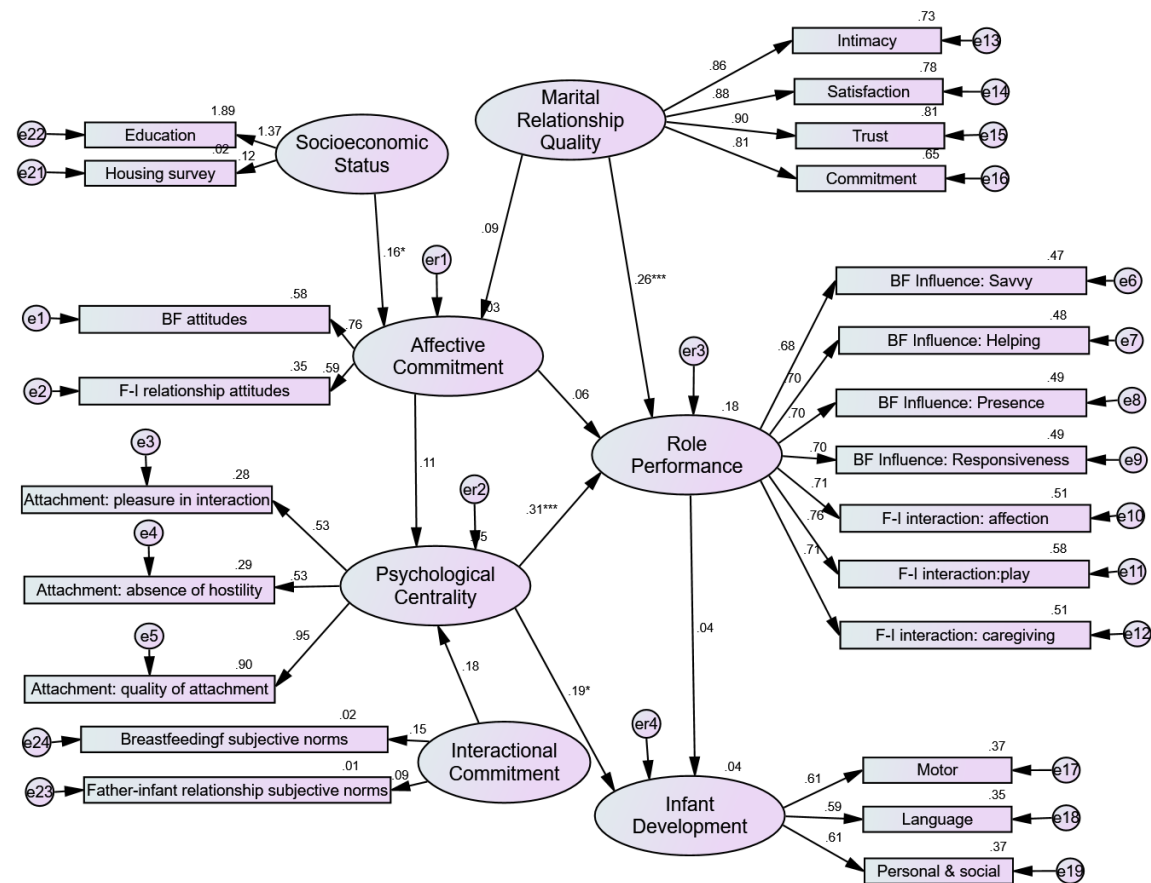 .73
Intimacy
e13
.86
.78
Satisfaction
e14
.88
Marital
Relationship
Quality
.81
Trust
e15
.90
.65
Commitment
e16
.81
1.89
e22
Education
1.37
Socioeconomic
Status
.02
.12
e21
Housing survey
.09
.16*
er1
.26***
.03
.58
e1
BF attitudes
.76
Affective
Commitment
.35
.59
e2
F-I relationship attitudes
.47
BF Influence: Savvy
e6
.68
.48
BF Influence: Helping
e7
.70
er3
.49
BF Influence: Presence
e8
.70
.06
.18
Role
Performance
.49
BF Influence: Responsiveness
e9
.70
.51
F-I interaction: affection
e10
.71
.58
F-I interaction:play
e11
.76
.51
F-I interaction: caregiving
e12
.71
.11
e3
.28
Attachment: pleasure in interaction
.53
er2
.31***
e4
.29
Attachment: absence of hostility
.53
Psychological
Centrality
e5
.90
Attachment: quality of attachment
.95
.18
.04
.19*
.02
e24
Breastfeedingf subjective norms
.15
Interactional
Commitment
.01
e23
Father-infant relationship subjective norms
.09
er4
.04
Infant
Development
.37
Motor
e17
.61
.35
Language
e18
.59
.37
Personal & social
e19
.61